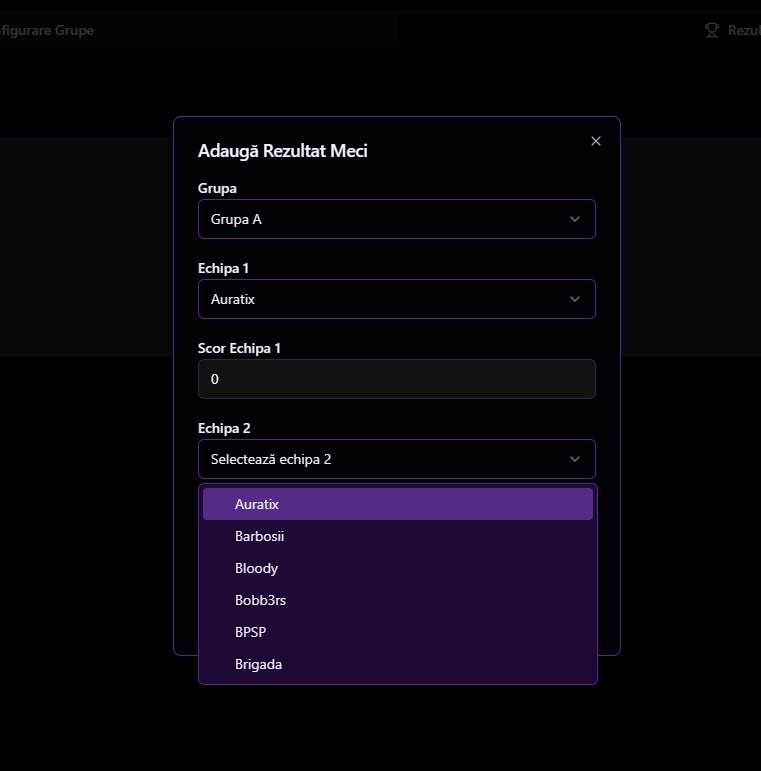 figurare Grupe
Rezul
Adaugă Rezultat Meci
Grupa
Grupa A
Echipa 1
Auratix
Scor Echipa 1
0
Echipa 2
Selectează echipa 2
Auratix
Barbosii
Bloody
Bobb3rs
BPSP
Brigada